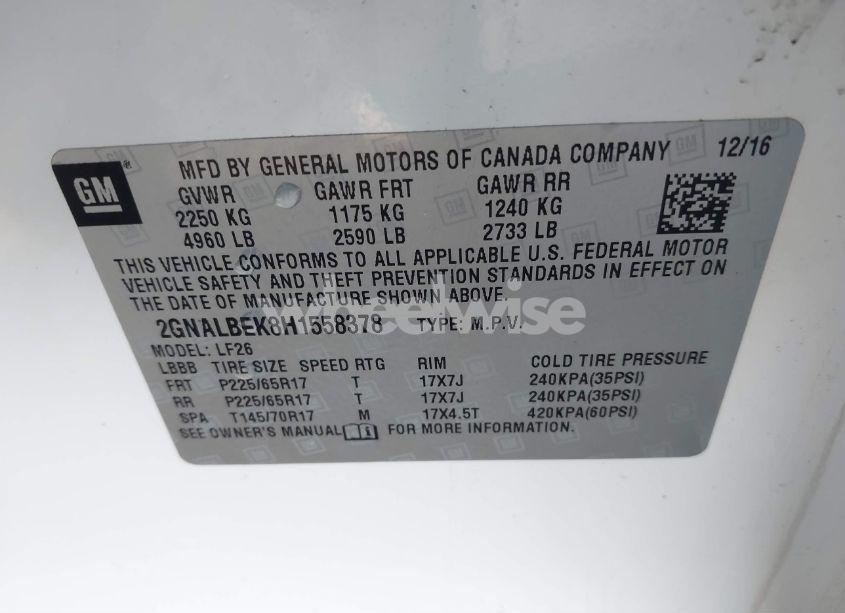 GM
MFD BY GENERAL MOTORS OF CANADA COMPANY 12/16
GVWR GAWR FRT GAWR RR
2250 KG 1175 KG 1240 KG
4960 LB 2590 LB 2733 LB
THIS VEHICLE CONFORMS TO ALL APPLICABLE U.S. FEDERAL MOTOR
VEHICLE SAFETY AND THEFT PREVENTION STANDARDS IN EFFECT ON
THE DATE OF MANUFACTURE SHOWN ABOVE.
wheelwise
2GNALBEK8H1558378 TYPE: M.P.V.
MODEL: LF26
LBBB TIRE SIZE SPEED RTG RIM COLD TIRE PRESSURE
FRT P225/65R17 T 17X7J 240KPA(35PSI)
RR P225/65R17 T 17X7J 240KPA(35PSI)
SPA T145/70R17 M 17X4.5T 420KPA(60PSI)
SEE OWNER'S MANUAL FOR MORE INFORMATION.